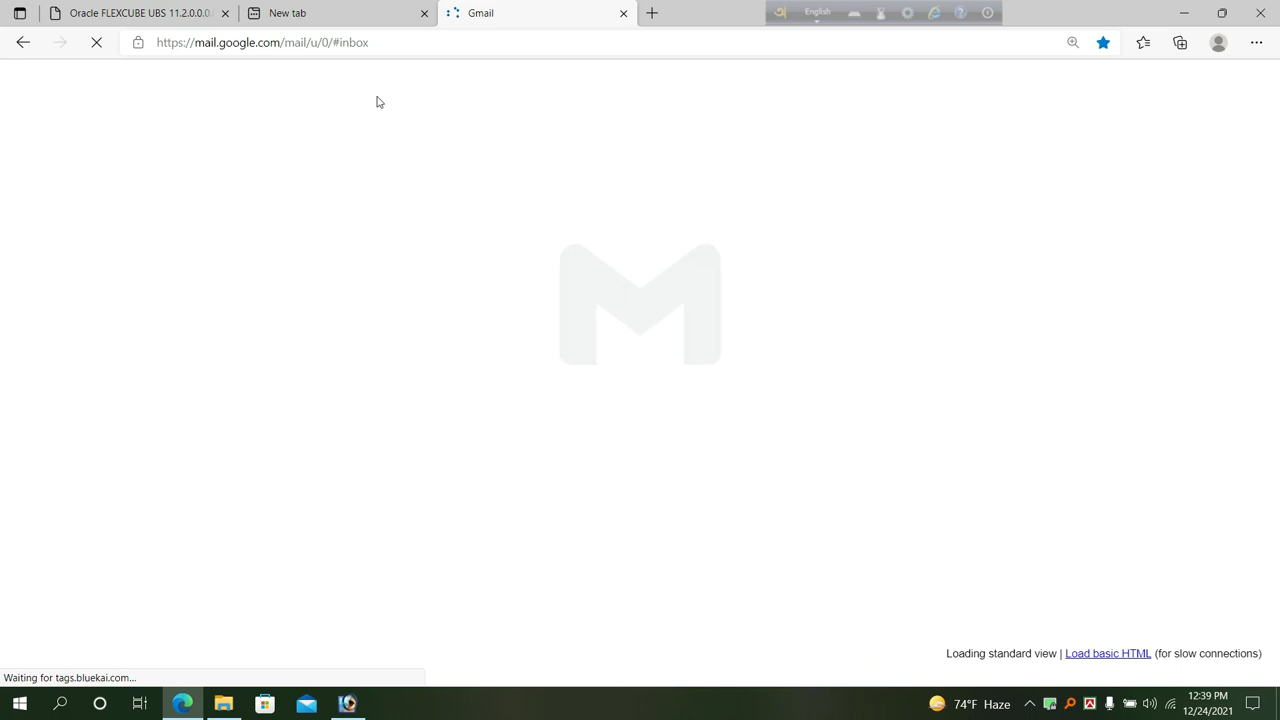 Oracle FLEXCUBE UBS 11.2.0.0.0
New tab
Gmail
English
https://mail.google.com/mail/u/0/#inbox
Loading standard view | Load basic HTML (for slow connections)
Waiting for tags.bluekai.com...
74°F Haze
12:39 PM
12/24/2021